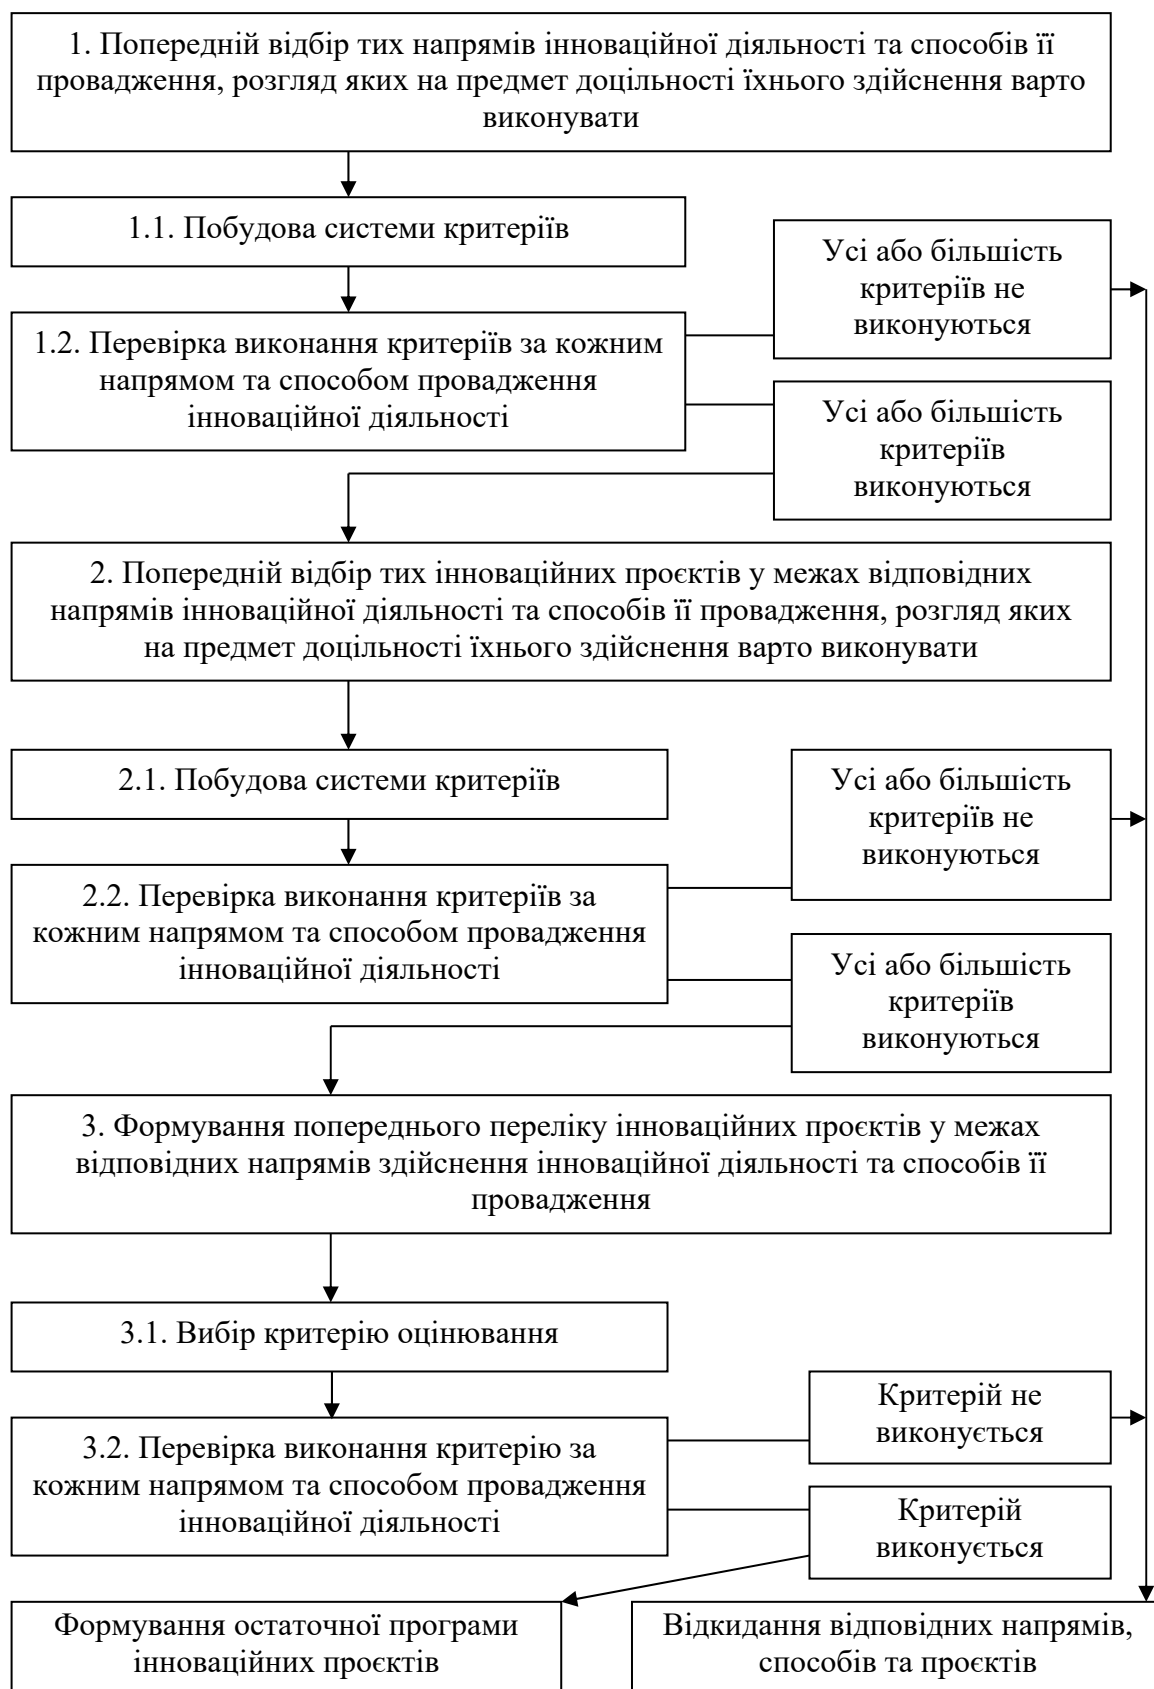 1. Попередній відбір тих напрямів інноваційної діяльності та способів її
провадження, розгляд яких на предмет доцільності їхнього здійснення варто
виконувати
1.1. Побудова системи критеріїв
Усі або більшість
критеріїв не
виконуються
1.2. Перевірка виконання критеріїв за кожним
напрямом та способом провадження
інноваційної діяльності
Усі або більшість
критеріїв
виконуються
2. Попередній відбір тих інноваційних проєктів у межах відповідних
напрямів інноваційної діяльності та способів її провадження, розгляд яких
на предмет доцільності їхнього здійснення варто виконувати
2.1. Побудова системи критеріїв
Усі або більшість
критеріїв не
виконуються
2.2. Перевірка виконання критеріїв за
кожним напрямом та способом провадження
інноваційної діяльності
Усі або більшість
критеріїв
виконуються
3. Формування попереднього переліку інноваційних проєктів у межах
відповідних напрямів здійснення інноваційної діяльності та способів її
провадження
3.1. Вибір критерію оцінювання
Критерій не
виконується
3.2. Перевірка виконання критерію за
кожним напрямом та способом провадження
інноваційної діяльності
Критерій
виконується
Формування остаточної програми
інноваційних проєктів
Відкидання відповідних напрямів,
способів та проєктів